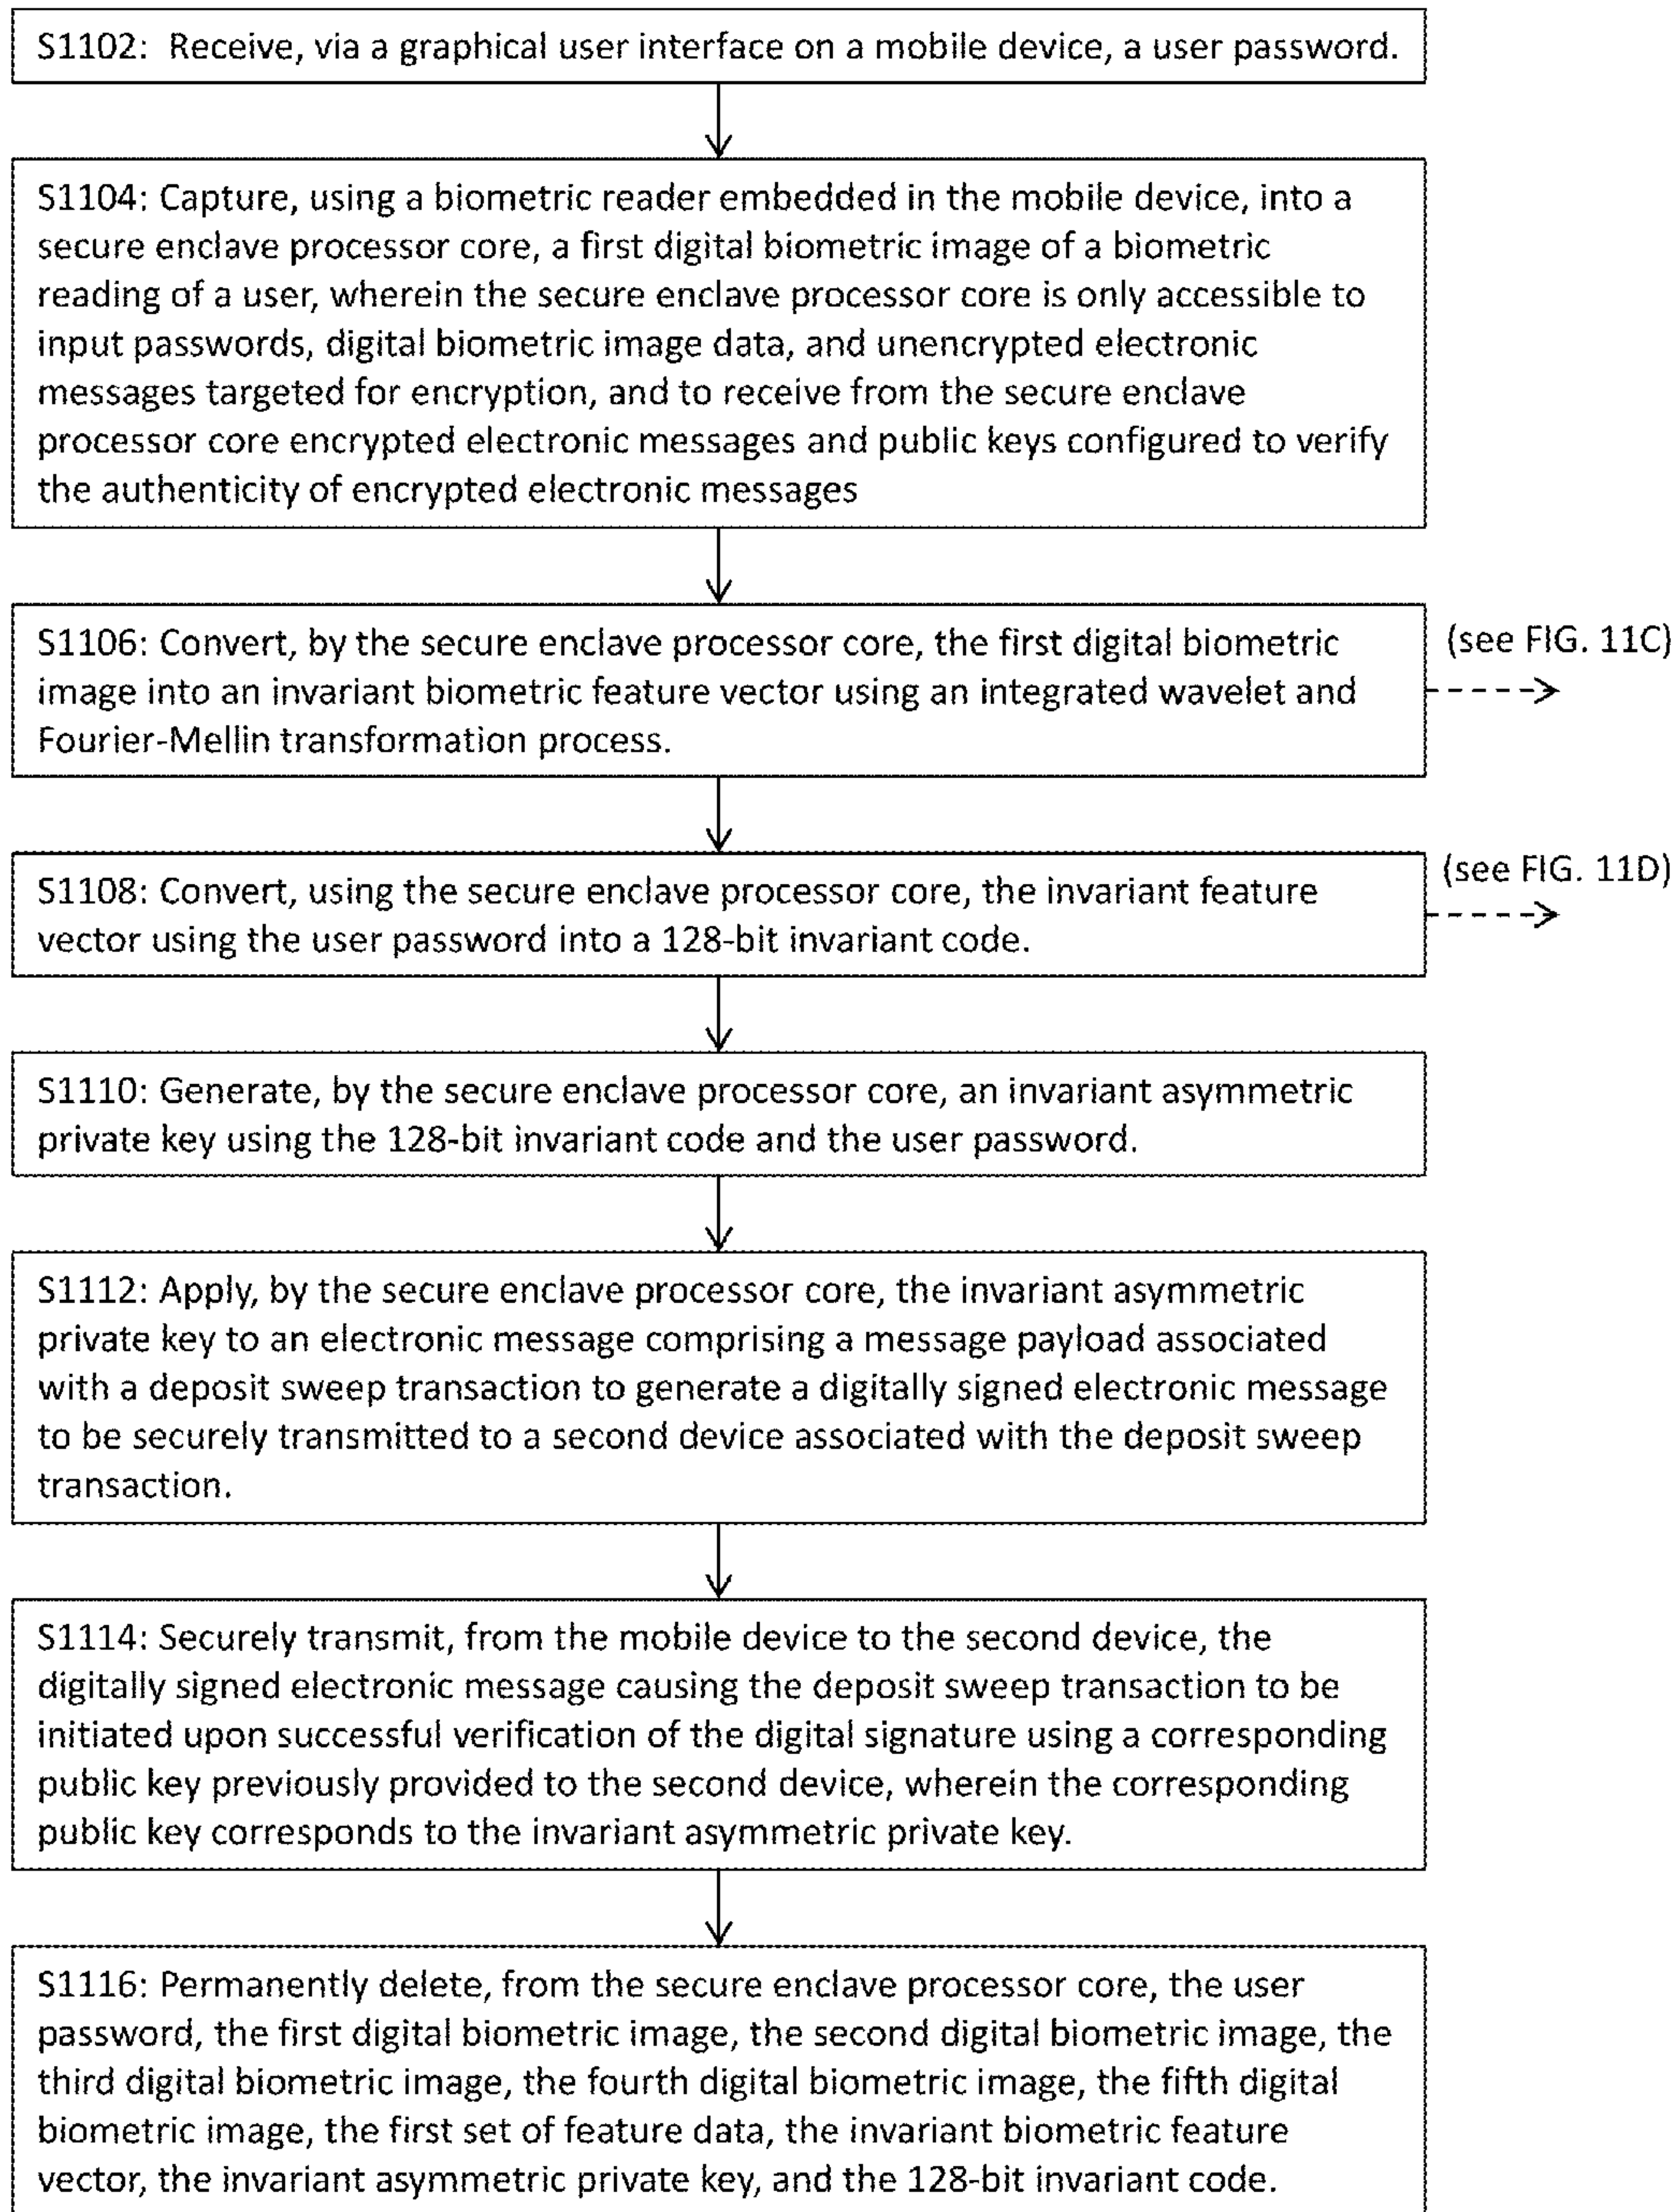 S1102: Receive, via a graphical user interface on a mobile device, a user password.
S1104: Capture, using a biometric reader embedded in the mobile device, into a
secure enclave processor core, a first digital biometric image of a biometric
reading of a user, wherein the secure enclave processor core is only accessible to
input passwords, digital biometric image data, and unencrypted electronic
messages targeted for encryption, and to receive from the secure enclave
processor core encrypted electronic messages and public keys configured to verify
the authenticity of encrypted electronic messages
S1106: Convert, by the secure enclave processor core, the first digital biometric
image into an invariant biometric feature vector using an integrated wavelet and
Fourier-Mellin transformation process.
(see FIG. 11C)
S1108: Convert, using the secure enclave processor core, the invariant feature
vector using the user password into a 128-bit invariant code.
(see FIG. 11D)
S1110: Generate, by the secure enclave processor core, an invariant asymmetric
private key using the 128-bit invariant code and the user password.
S1112: Apply, by the secure enclave processor core, the invariant asymmetric
private key to an electronic message comprising a message payload associated
with a deposit sweep transaction to generate a digitally signed electronic message
to be securely transmitted to a second device associated with the deposit sweep
transaction.
S1114: Securely transmit, from the mobile device to the second device, the
digitally signed electronic message causing the deposit sweep transaction to be
initiated upon successful verification of the digital signature using a corresponding
public key previously provided to the second device, wherein the corresponding
public key corresponds to the invariant asymmetric private key.
S1116: Permanently delete, from the secure enclave processor core, the user
password, the first digital biometric image, the second digital biometric image, the
third digital biometric image, the fourth digital biometric image, the fifth digital
biometric image, the first set of feature data, the invariant biometric feature
vector, the invariant asymmetric private key, and the 128-bit invariant code.